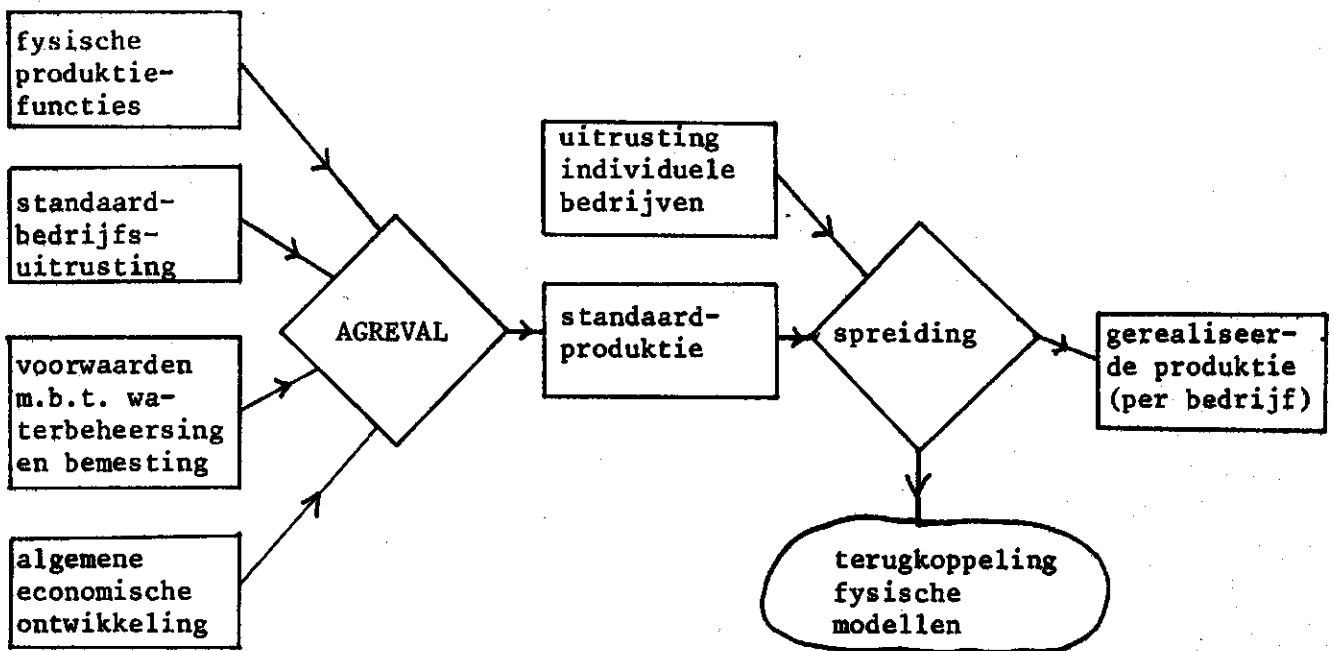 fysische
produktie-
functies
standaard-
bedrijfs-
uitrusting
voorwaarden
m.b.t. wa-
terbeheersing
en bemesting
algemene
economische
ontwikkeling
AGREVAL
uitrusting
individuele
bedrijven
standaard-
produktie
spreiding
gerealiseer-
de produktie
(per bedrijf)
terugkoppeling
fysische
modellen